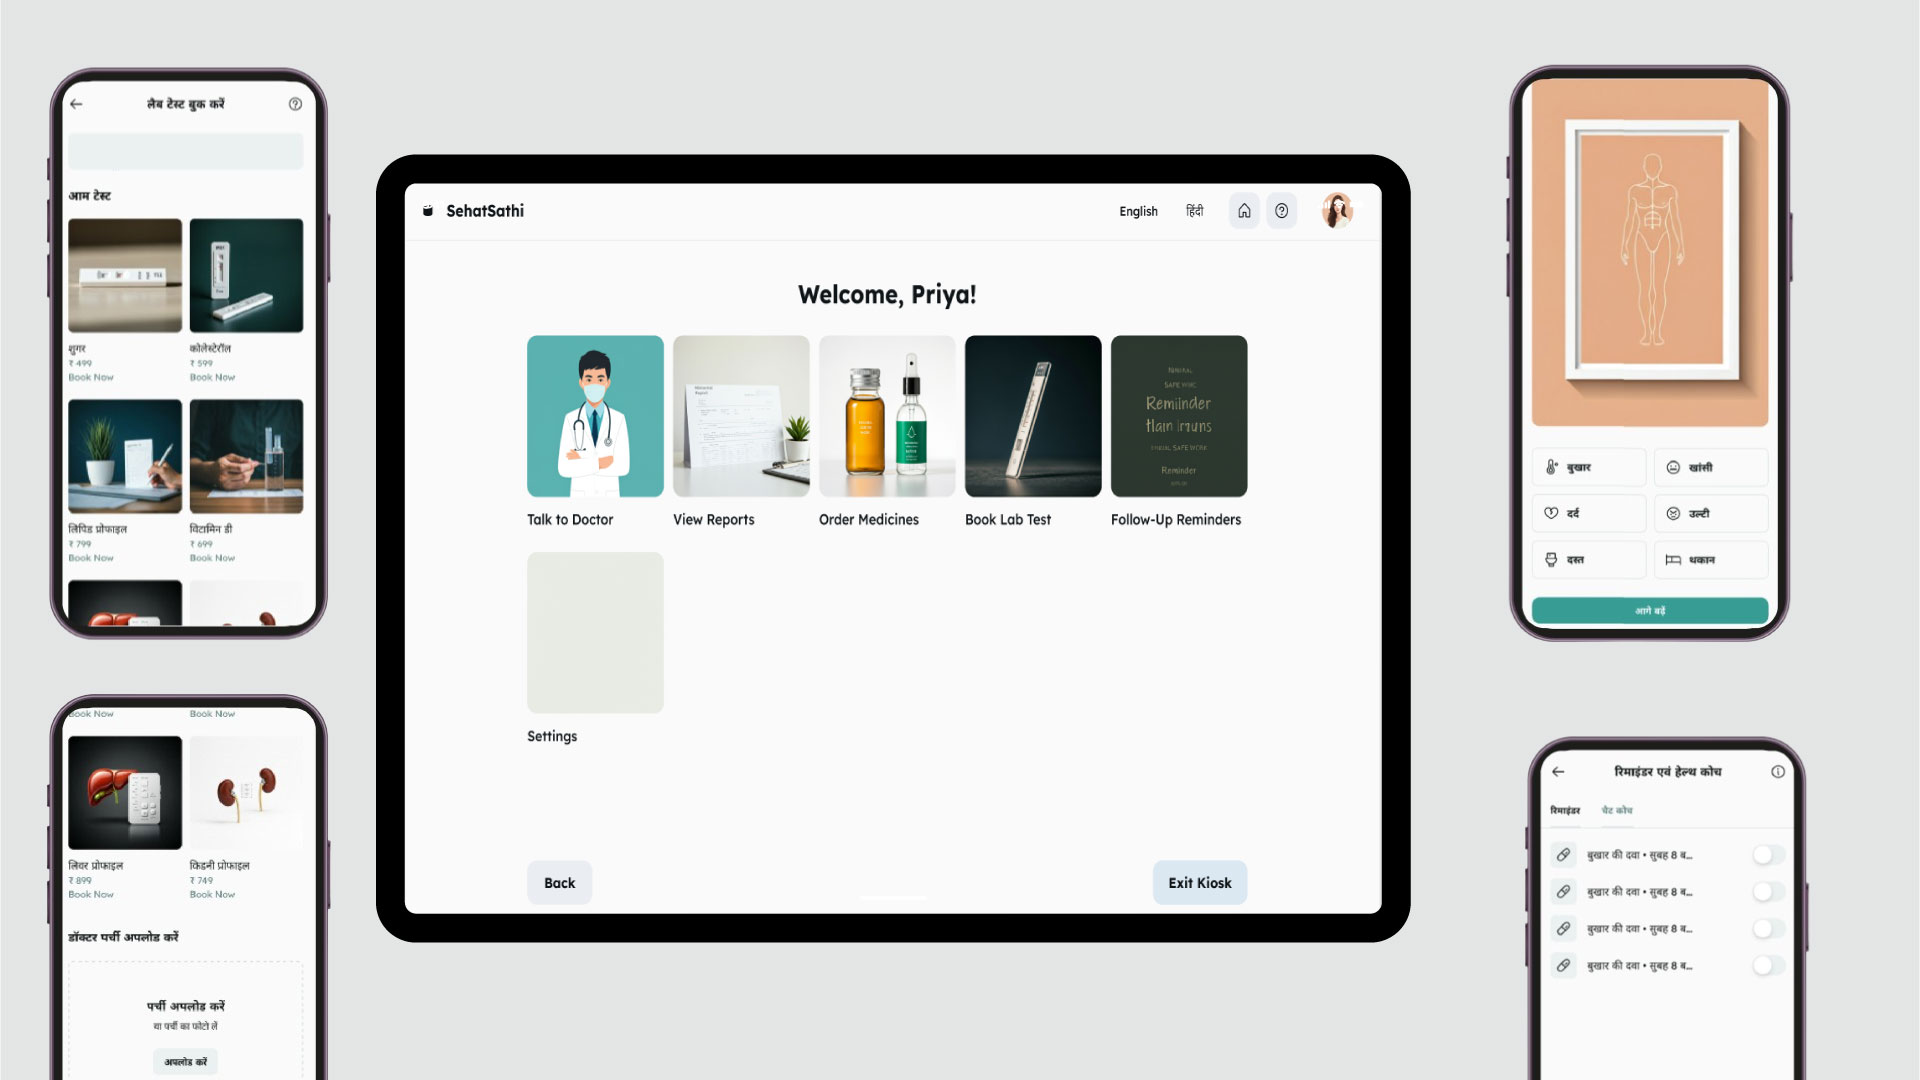 लैब टेस्ट बुक करें
आम टेस्ट
शुगर
₹ 499
Book Now
कोलेस्टेरॉल
₹ 599
Book Now
लिपिड प्रोफाइल
₹ 799
Book Now
विटामिन डी
₹ 699
Book Now
Book Now
Book Now
लिवर प्रोफाइल
₹ 899
Book Now
किडनी प्रोफाइल
₹ 749
Book Now
डॉक्टर पर्ची अपलोड करें
पर्ची अपलोड करें
या पर्ची का फोटो लें
अपलोड करें
SehatSathi
English
हिंदी
Welcome, Priya!
SAFE
Remiinder
SAFE WORK
Reminder
Talk to Doctor
View Reports
Order Medicines
Book Lab Test
Follow-Up Reminders
Settings
Back
Exit Kiosk
बुखार
खांसी
दर्द
उल्टी
दस्त
थकान
आगे बढ़ें
रिमाइंडर एवं हेल्थ कोच
रिमाइंडर
चैट कोच
बुखार की दवा • सुबह 8 ब...
बुखार की दवा • सुबह 8 ब...
बुखार की दवा • सुबह 8 ब...
बुखार की दवा • सुबह 8 ब...